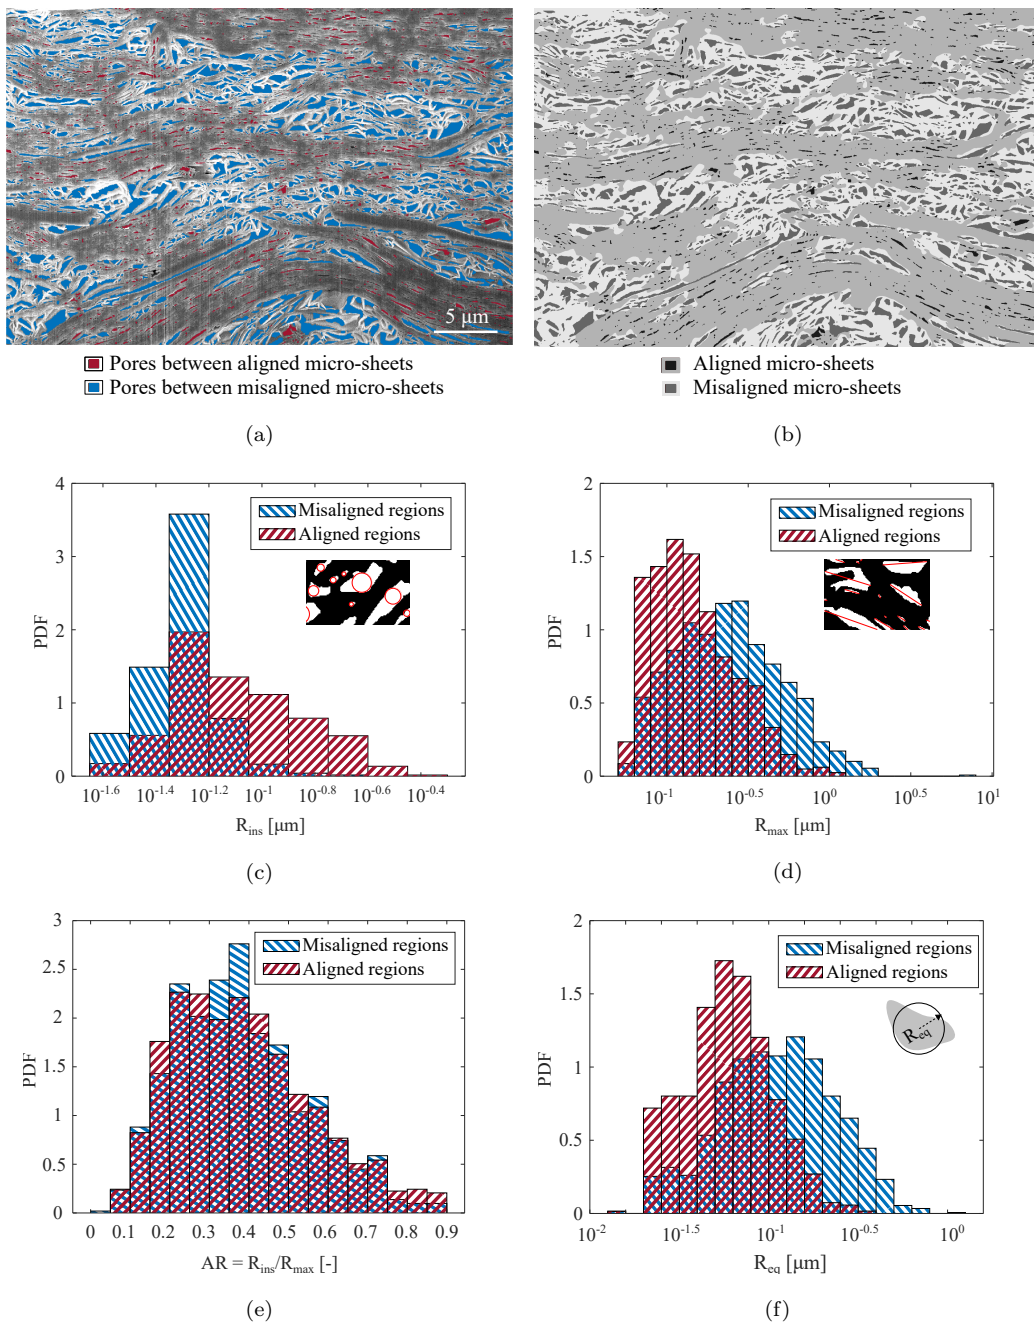 5 μm
Pores between aligned micro-sheets
Pores between misaligned micro-sheets
Aligned micro-sheets
Misaligned micro-sheets
(a)
(b)
4
3
2
1
0
PDF
Misaligned regions
Aligned regions
10^-1.6 10^-1.4 10^-1.2 10^-1 10^-0.8 10^-0.6 10^-0.4
R_ins [μm]
(c)
2
1.5
1
0.5
0
PDF
Misaligned regions
Aligned regions
10^-1 10^-0.5 10^0 10^0.5 10^1
R_max [μm]
(d)
3
2.5
2
1.5
1
0.5
0
PDF
Misaligned regions
Aligned regions
0 0.1 0.2 0.3 0.4 0.5 0.6 0.7 0.8 0.9
AR = R_ins/R_max [-]
(e)
2
1.5
1
0.5
0
PDF
Misaligned regions
Aligned regions
R_eq
10^-2 10^-1.5 10^-1 10^-0.5 10^0
R_eq [μm]
(f)